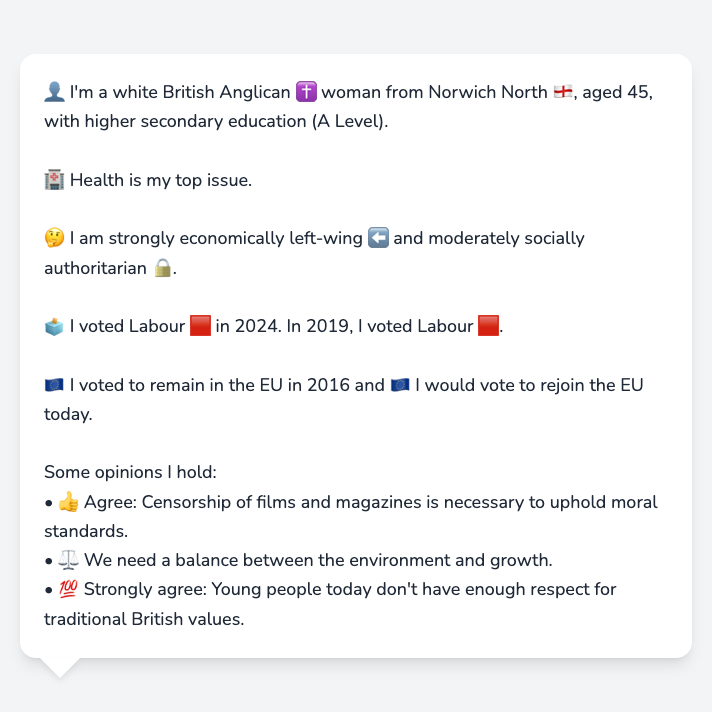 👤 I'm a white British Anglican ✝️ woman from Norwich North 🏴󠁧󠁢󠁥󠁮󠁧󠁿, aged 45,
with higher secondary education (A Level).
🏥 Health is my top issue.
🤔 I am strongly economically left-wing ⬅️ and moderately socially
authoritarian 🔒.
🗳️ I voted Labour 🟥 in 2024. In 2019, I voted Labour 🟥.
🇪🇺 I voted to remain in the EU in 2016 and 🇪🇺 I would vote to rejoin the EU
today.
Some opinions I hold:
• 👍 Agree: Censorship of films and magazines is necessary to uphold moral
standards.
• ⚖️ We need a balance between the environment and growth.
• 💯 Strongly agree: Young people today don't have enough respect for
traditional British values.